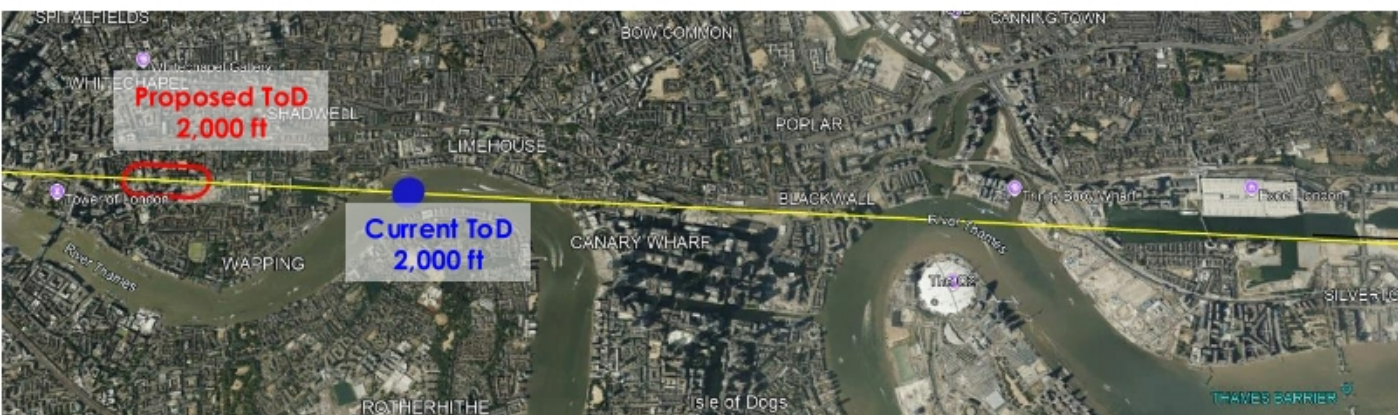 SPITALFIELDS
CANNING TOWN
BOW COMMON
Whitechapel Gallery
WHITECHAPEL
Proposed ToD
2,000 ft
SHADWELL
POPLAR
LIMEHOUSE
Tower of London
BLACKWALL
Trinity Buoy Wharf
Excel London
Current ToD
2,000 ft
River Thames
CANARY WHARF
River Thames
WAPPING
The O2
THAMES BARRIER
ROTHERHITHE
Isle of Dogs